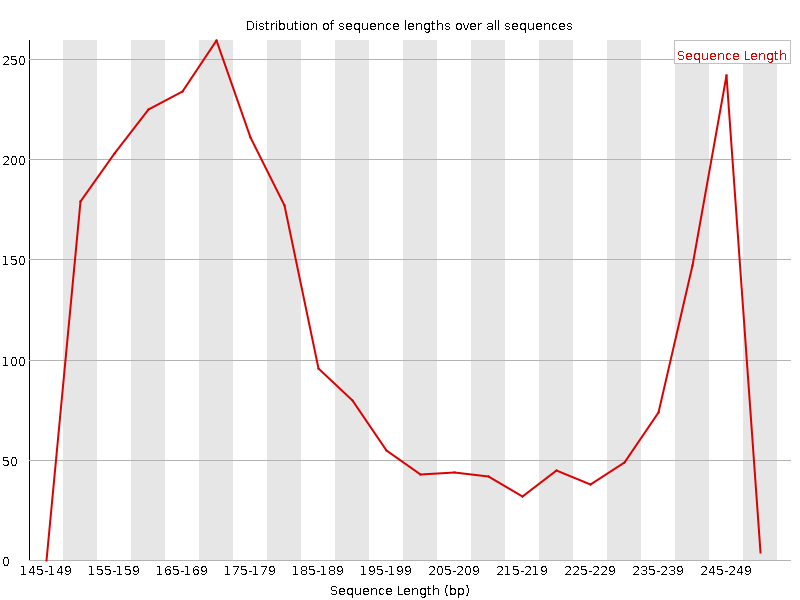 Distribution of sequence lengths over all sequences
Sequence Length
250
200
150
100
50
0
145-149 155-159 165-169 175-179 185-189 195-199 205-209 215-219 225-229 235-239 245-249
Sequence Length (bp)